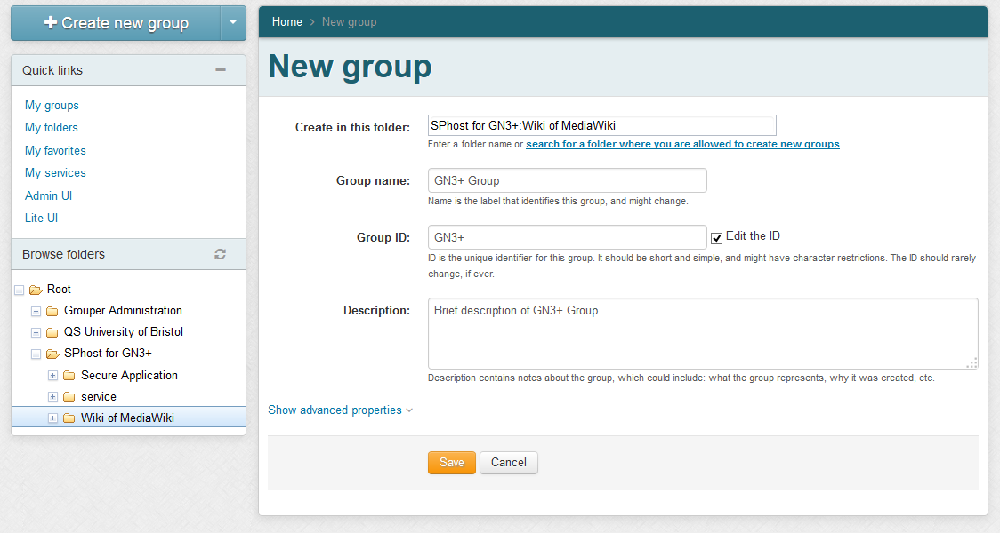 Create new group
Quick links
My groups
My folders
My favorites
My services
Admin UI
Lite UI
Browse folders
Root
Grouper Administration
QS University of Bristol
SPhost for GN3+
Secure Application
service
Wiki of MediaWiki
Home > New group
New group
Create in this folder: SPhost for GN3+:Wiki of MediaWiki
Enter a folder name or search for a folder where you are allowed to create new groups.
Group name: GN3+ Group
Name is the label that identifies this group, and might change.
Group ID: GN3+ Edit the ID
ID is the unique identifier for this group. It should be short and simple, and might have character restrictions. The ID should rarely
change, if ever.
Description: Brief description of GN3+ Group
Description contains notes about the group, which could include: what the group represents, why it was created, etc.
Show advanced properties
Save Cancel